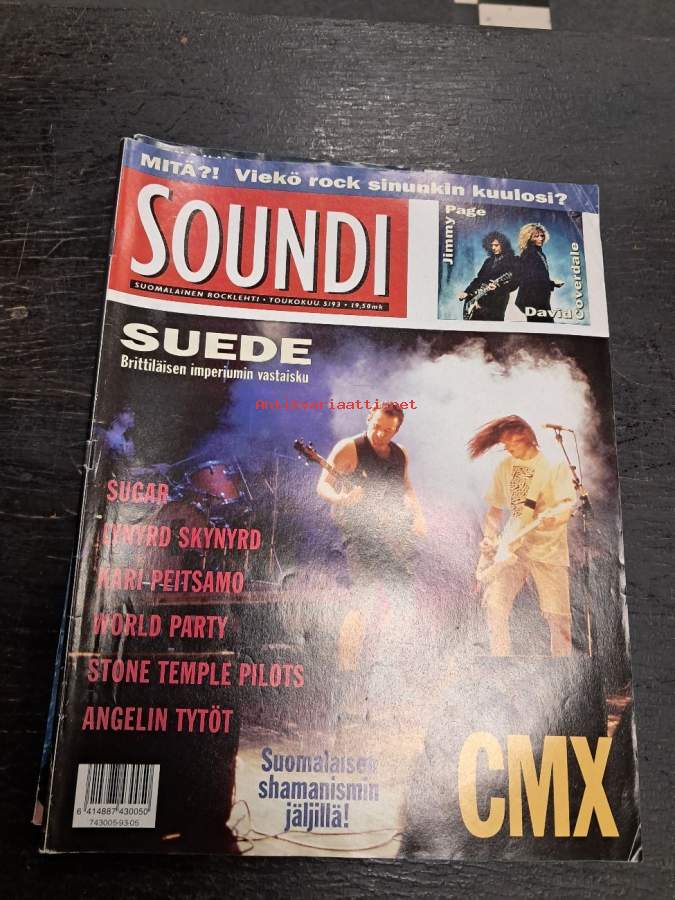 MITÄ?! Viekö rock sinunkin kuulosi?
SOUNDI
SUOMALAINEN ROCKLEHTI • TOUKOKUU 5/93 • 19,50 mk
Jimmy Page
David Coverdale
SUEDE
Brittiläisen imperiumin vastaisku
Antikvariaatti.net
SUGAR
LYNYRD SKYNYRD
KARI PEITSAMO
WORLD PARTY
STONE TEMPLE PILOTS
ANGELIN TYTÖT
Suomalaisen
shamanismin
jäljillä!
CMX
6 414887 430050
743005-93-05